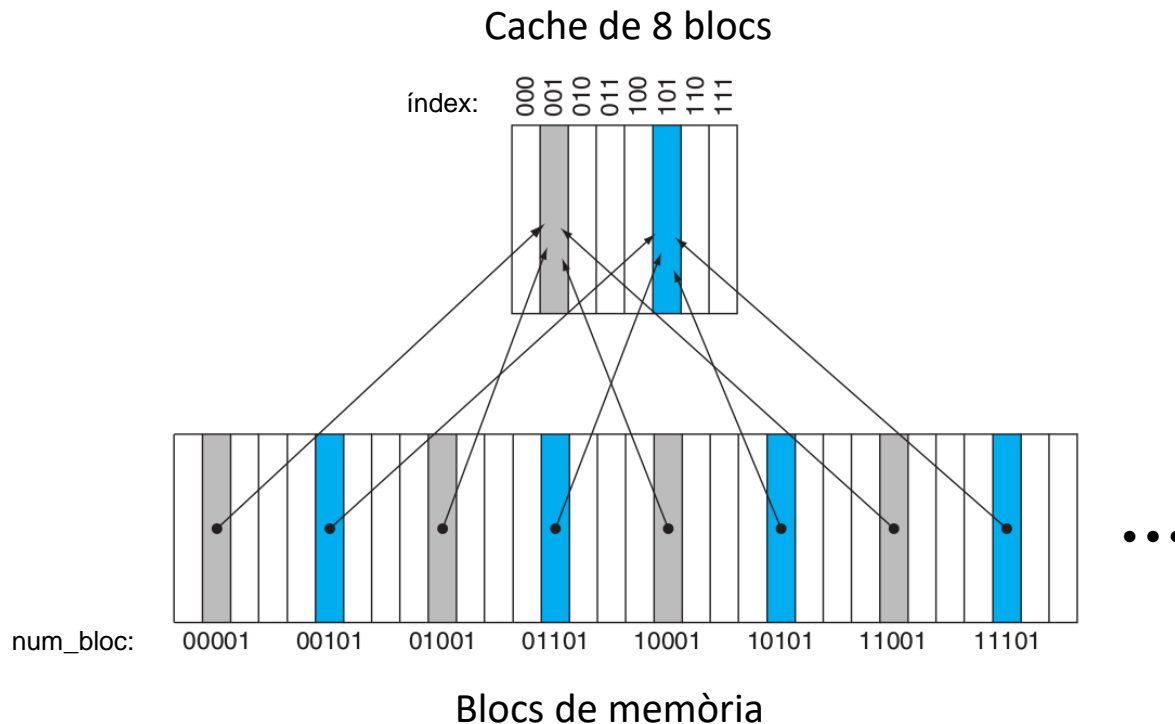 Cache de 8 blocs
índex: 000 001 010 011 100 101 110 111
num_bloc: 00001 00101 01001 01101 10001 10101 11001 11101
Blocs de memòria